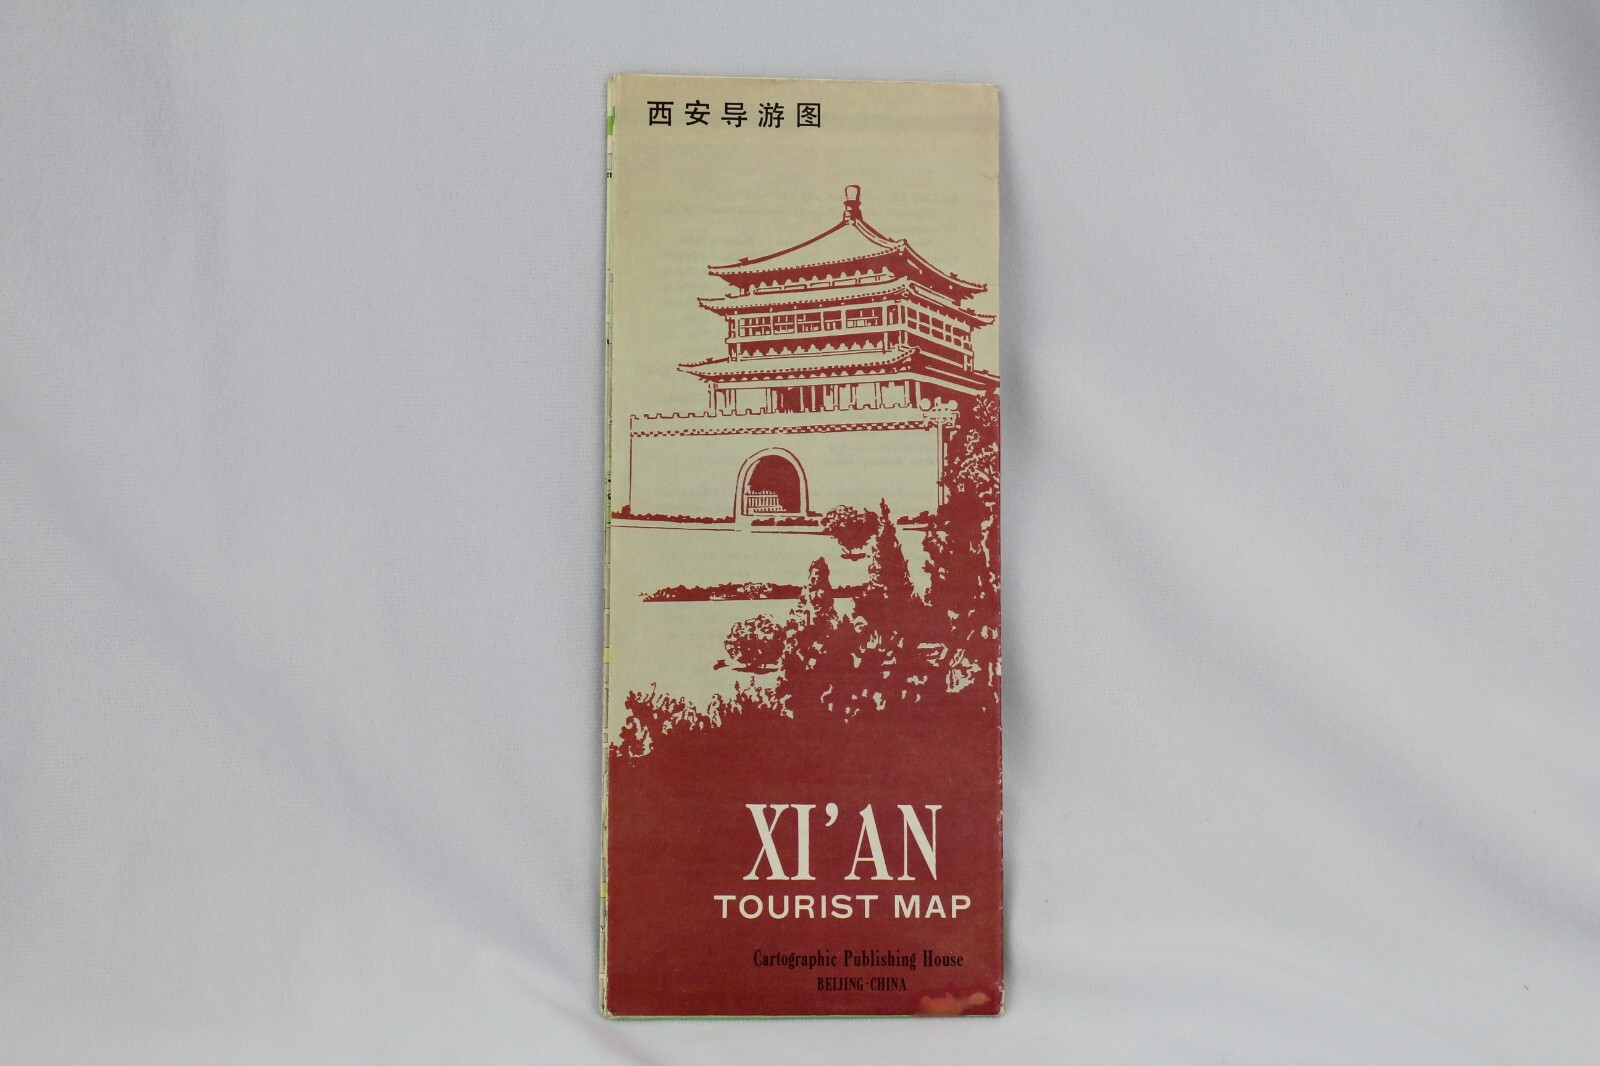 西安导游图
XI'AN
TOURIST MAP
Cartographic Publishing House
BEIJING·CHINA